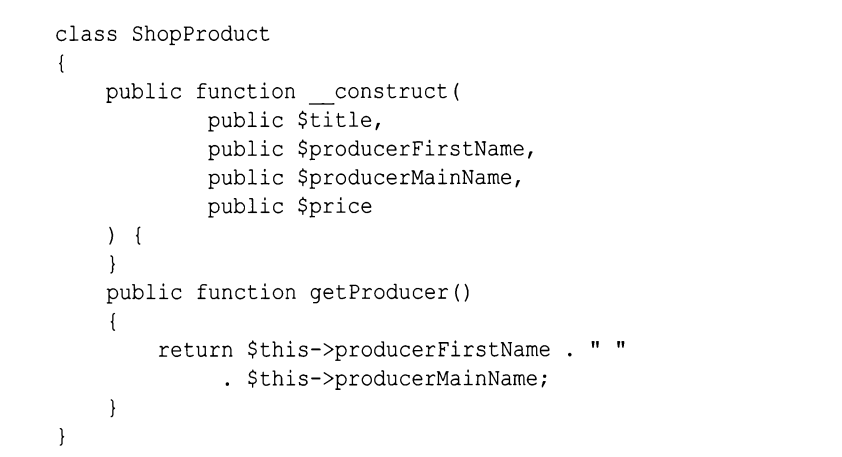 class ShopProduct
{
    public function __construct(
            public $title,
            public $producerFirstName,
            public $producerMainName,
            public $price
    ) {
    }
    public function getProducer()
    {
        return $this->producerFirstName . " "
             . $this->producerMainName;
    }
}